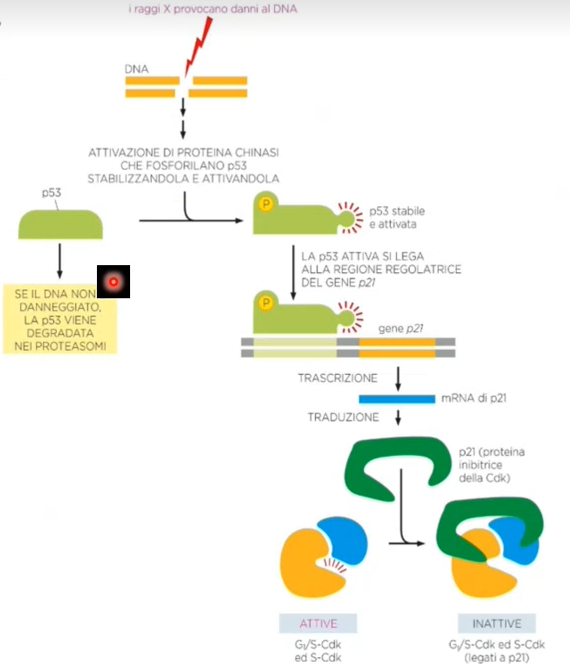 i raggi X provocano danni al DNA
DNA
ATTIVAZIONE DI PROTEINA CHINASI
CHE FOSFORILANO p53
STABILIZZANDOLA E ATTIVANDOLA
p53
P
p53 stabile
e attivata
SE IL DNA NON
DANNEGGIATO,
LA p53 VIENE
DEGRADATA
NEI PROTEASOMI
LA p53 ATTIVA SI LEGA
ALLA REGIONE REGOLATRICE
DEL GENE p21
P
gene p21
TRASCRIZIONE
mRNA di p21
TRADUZIONE
p21 (proteina
inibitrice
della Cdk)
ATTIVE
G₁/S-Cdk
ed S-Cdk
INATTIVE
G₁/S-Cdk ed S-Cdk
(legati a p21)